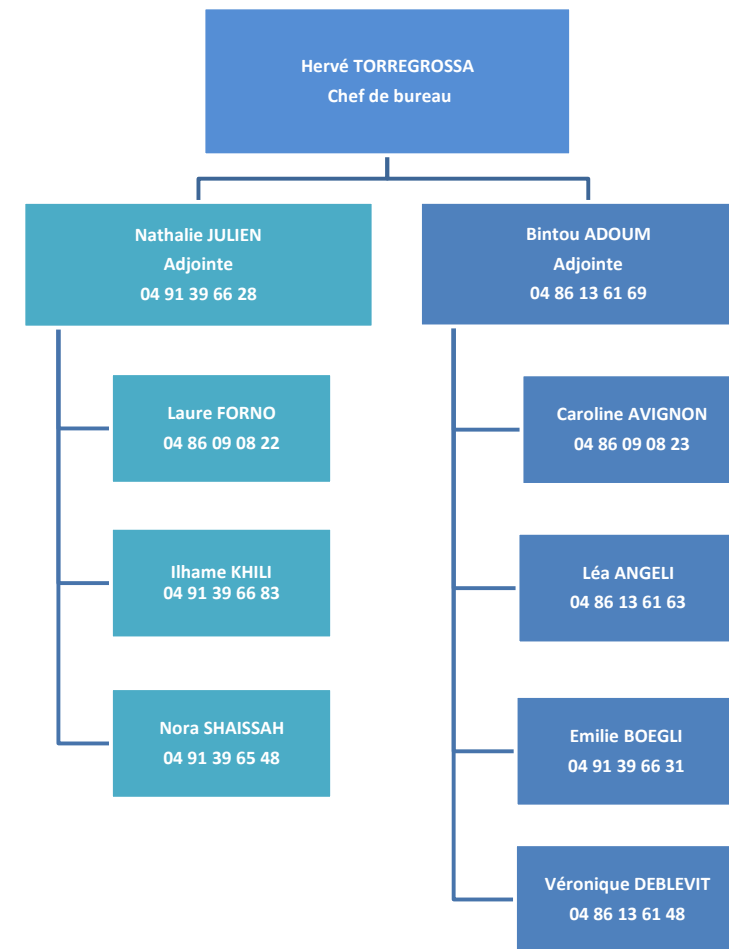 Hervé TORREGROSSA
Chef de bureau
Nathalie JULIEN
Adjointe
04 91 39 66 28
Bintou ADOUM
Adjointe
04 86 13 61 69
Laure FORNO
04 86 09 08 22
Ilhame KHILI
04 91 39 66 83
Nora SHAISSAH
04 91 39 65 48
Caroline AVIGNON
04 86 09 08 23
Léa ANGELI
04 86 13 61 63
Emilie BOEGLI
04 91 39 66 31
Véronique DEBLEVIT
04 86 13 61 48